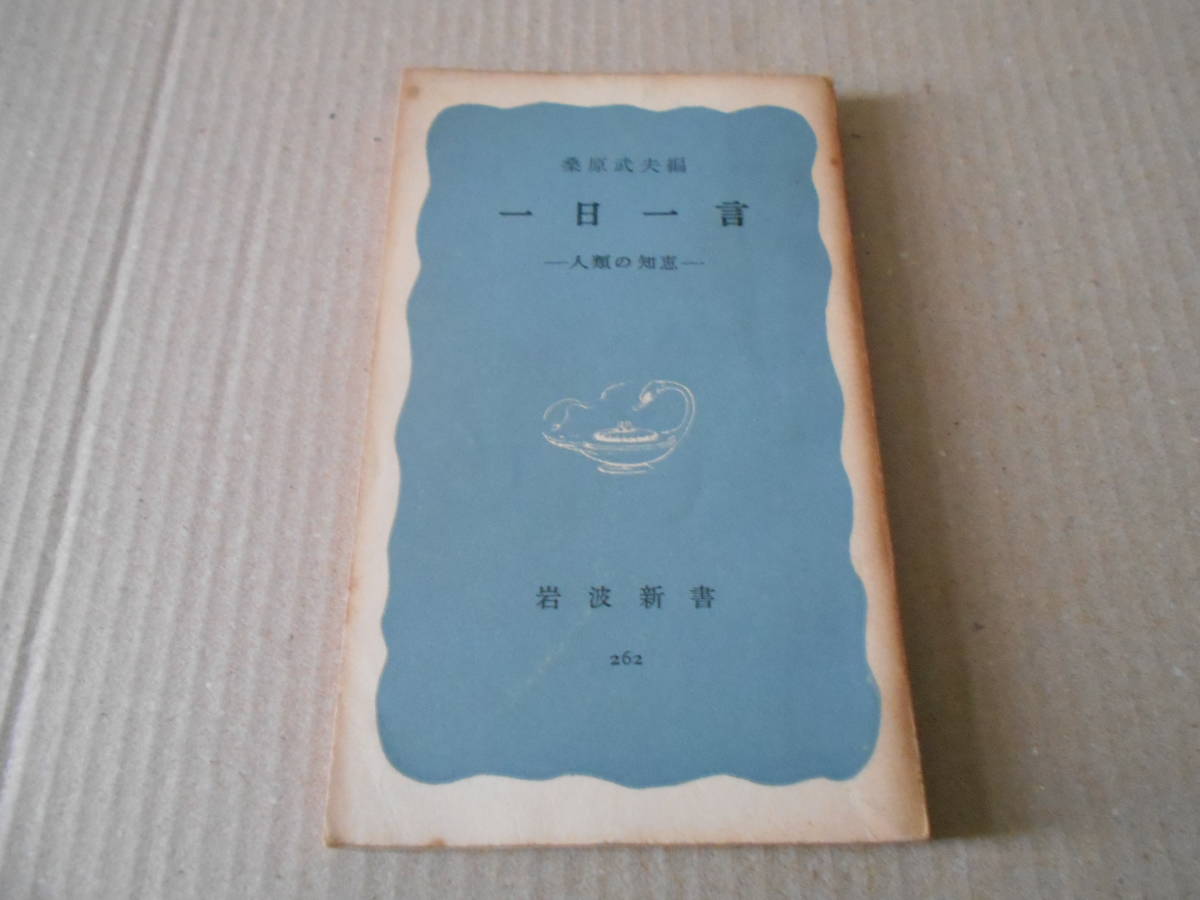 桑原武夫編
一日一言
—人類の知恵—
岩波新書
262